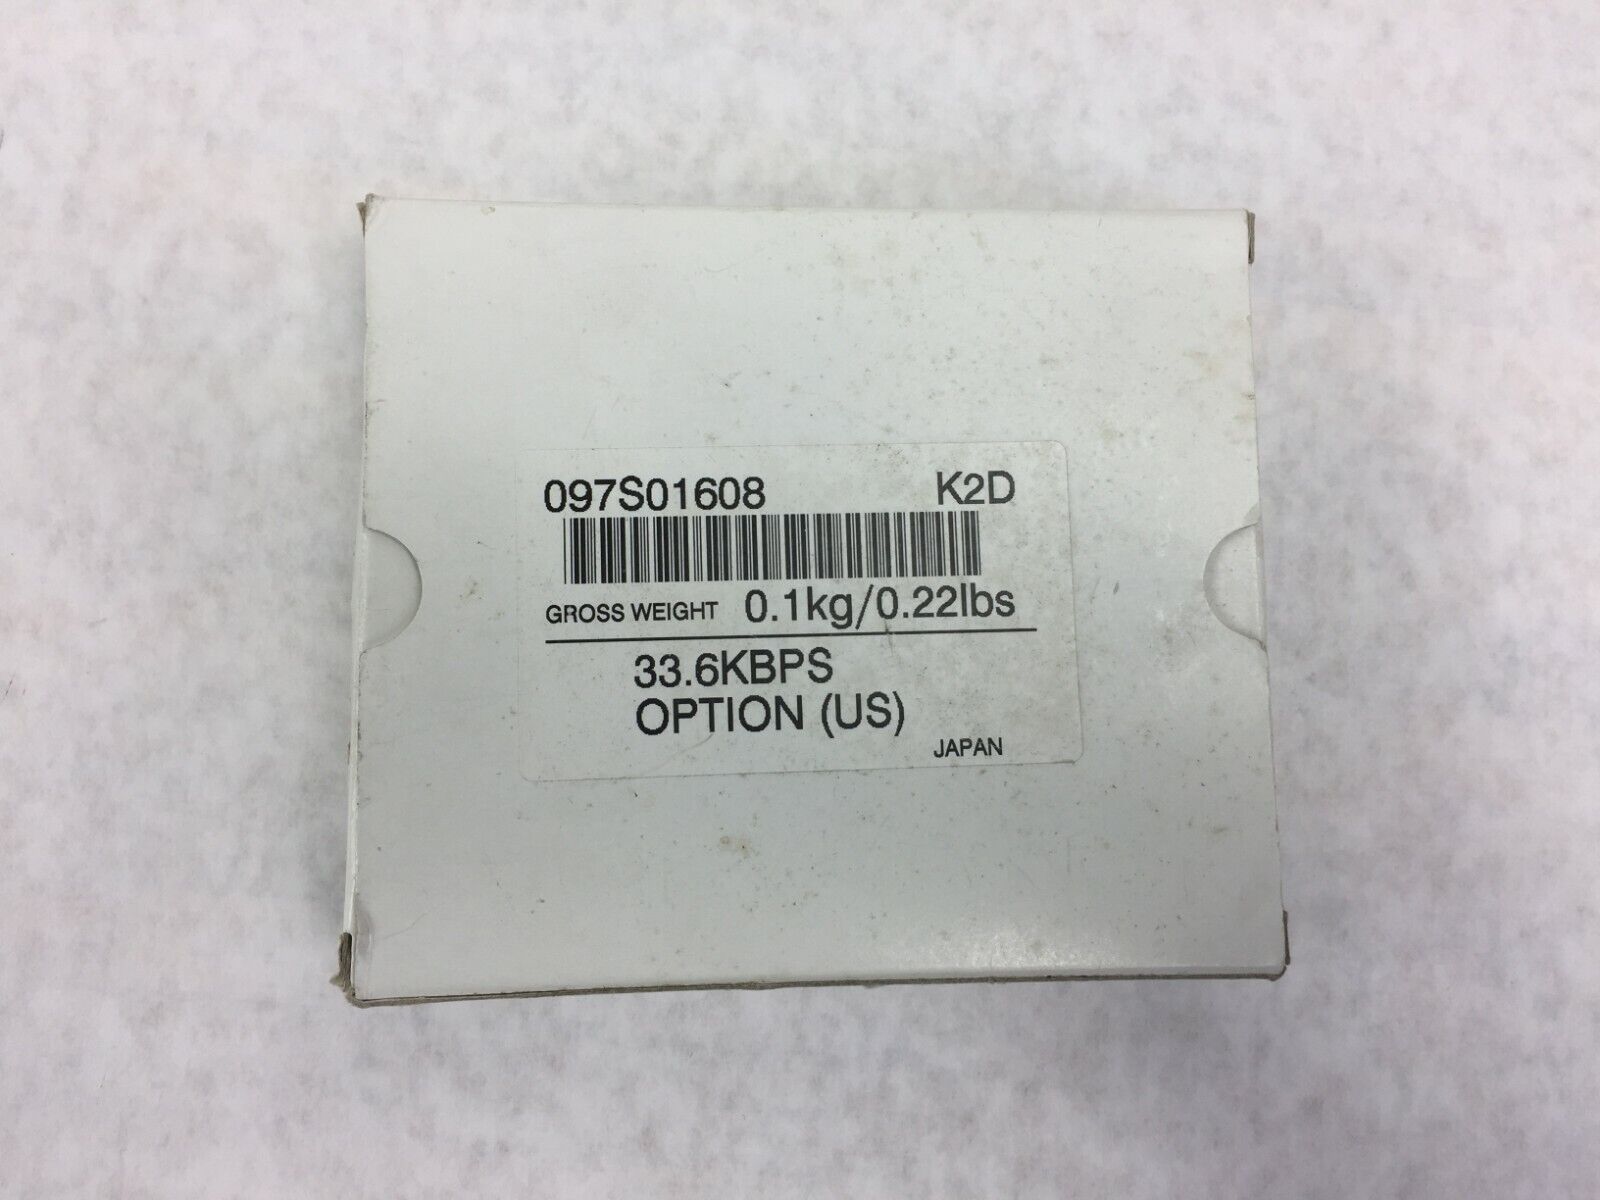 097S01608 K2D
GROSS WEIGHT 0.1kg/0.22lbs
33.6KBPS
OPTION (US)
JAPAN